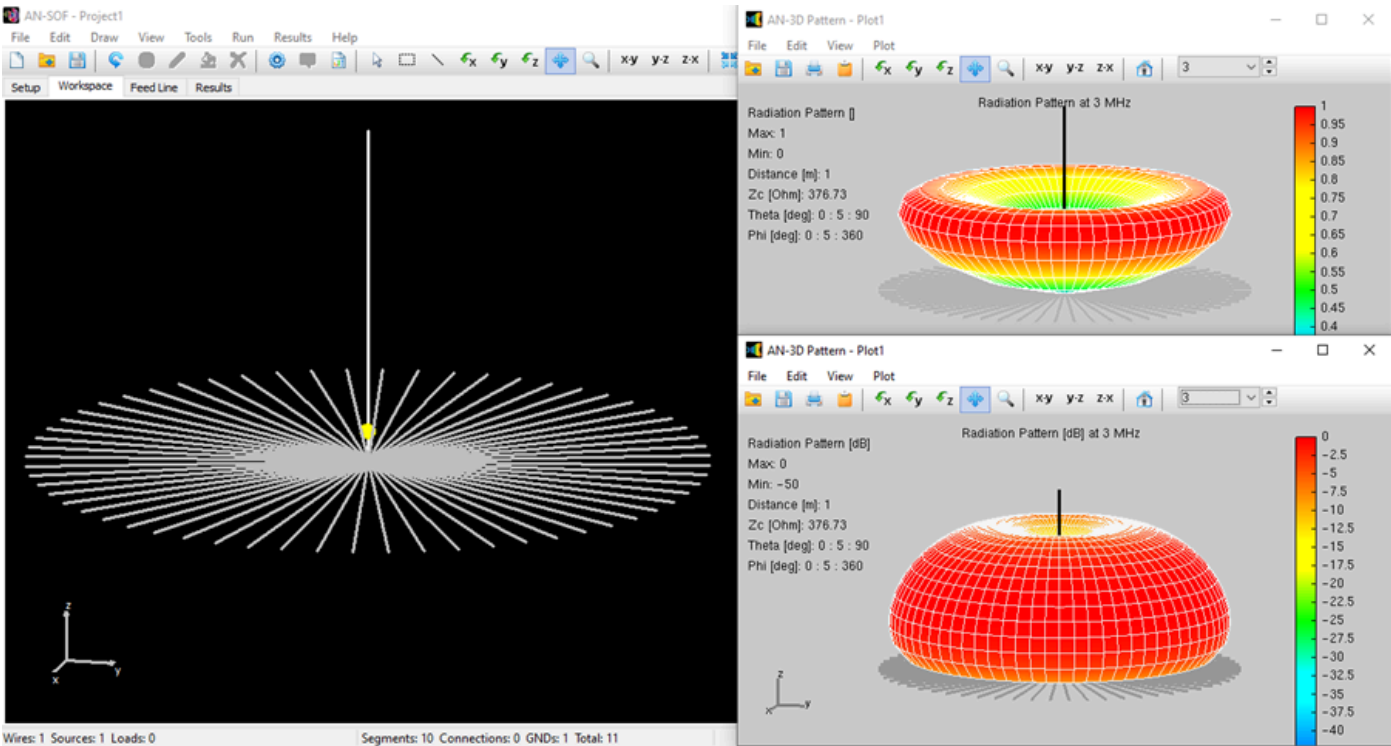 AN-SOF - Project1
File Edit Draw View Tools Run Results Help
x-y y-z z-x
Setup Workspace Feed Line Results
z
x
y
Wires: 1 Sources: 1 Loads: 0
Segments: 10 Connections: 0 GNDs: 1 Total: 11
AN-3D Pattern - Plot1
File Edit View Plot
x-y y-z z-x 3
Radiation Pattern at 3 MHz
Radiation Pattern []
Max: 1
Min: 0
Distance [m]: 1
Zc [Ohm]: 376.73
Theta [deg]: 0 : 5 : 90
Phi [deg]: 0 : 5 : 360
1
0.95
0.9
0.85
0.8
0.75
0.7
0.65
0.6
0.55
0.5
0.45
0.4
AN-3D Pattern - Plot1
File Edit View Plot
x-y y-z z-x 3
Radiation Pattern [dB] at 3 MHz
Radiation Pattern [dB]
Max: 0
Min: -50
Distance [m]: 1
Zc [Ohm]: 376.73
Theta [deg]: 0 : 5 : 90
Phi [deg]: 0 : 5 : 360
0
-2.5
-5
-7.5
-10
-12.5
-15
-17.5
-20
-22.5
-25
-27.5
-30
-32.5
-35
-37.5
-40
z
x
y